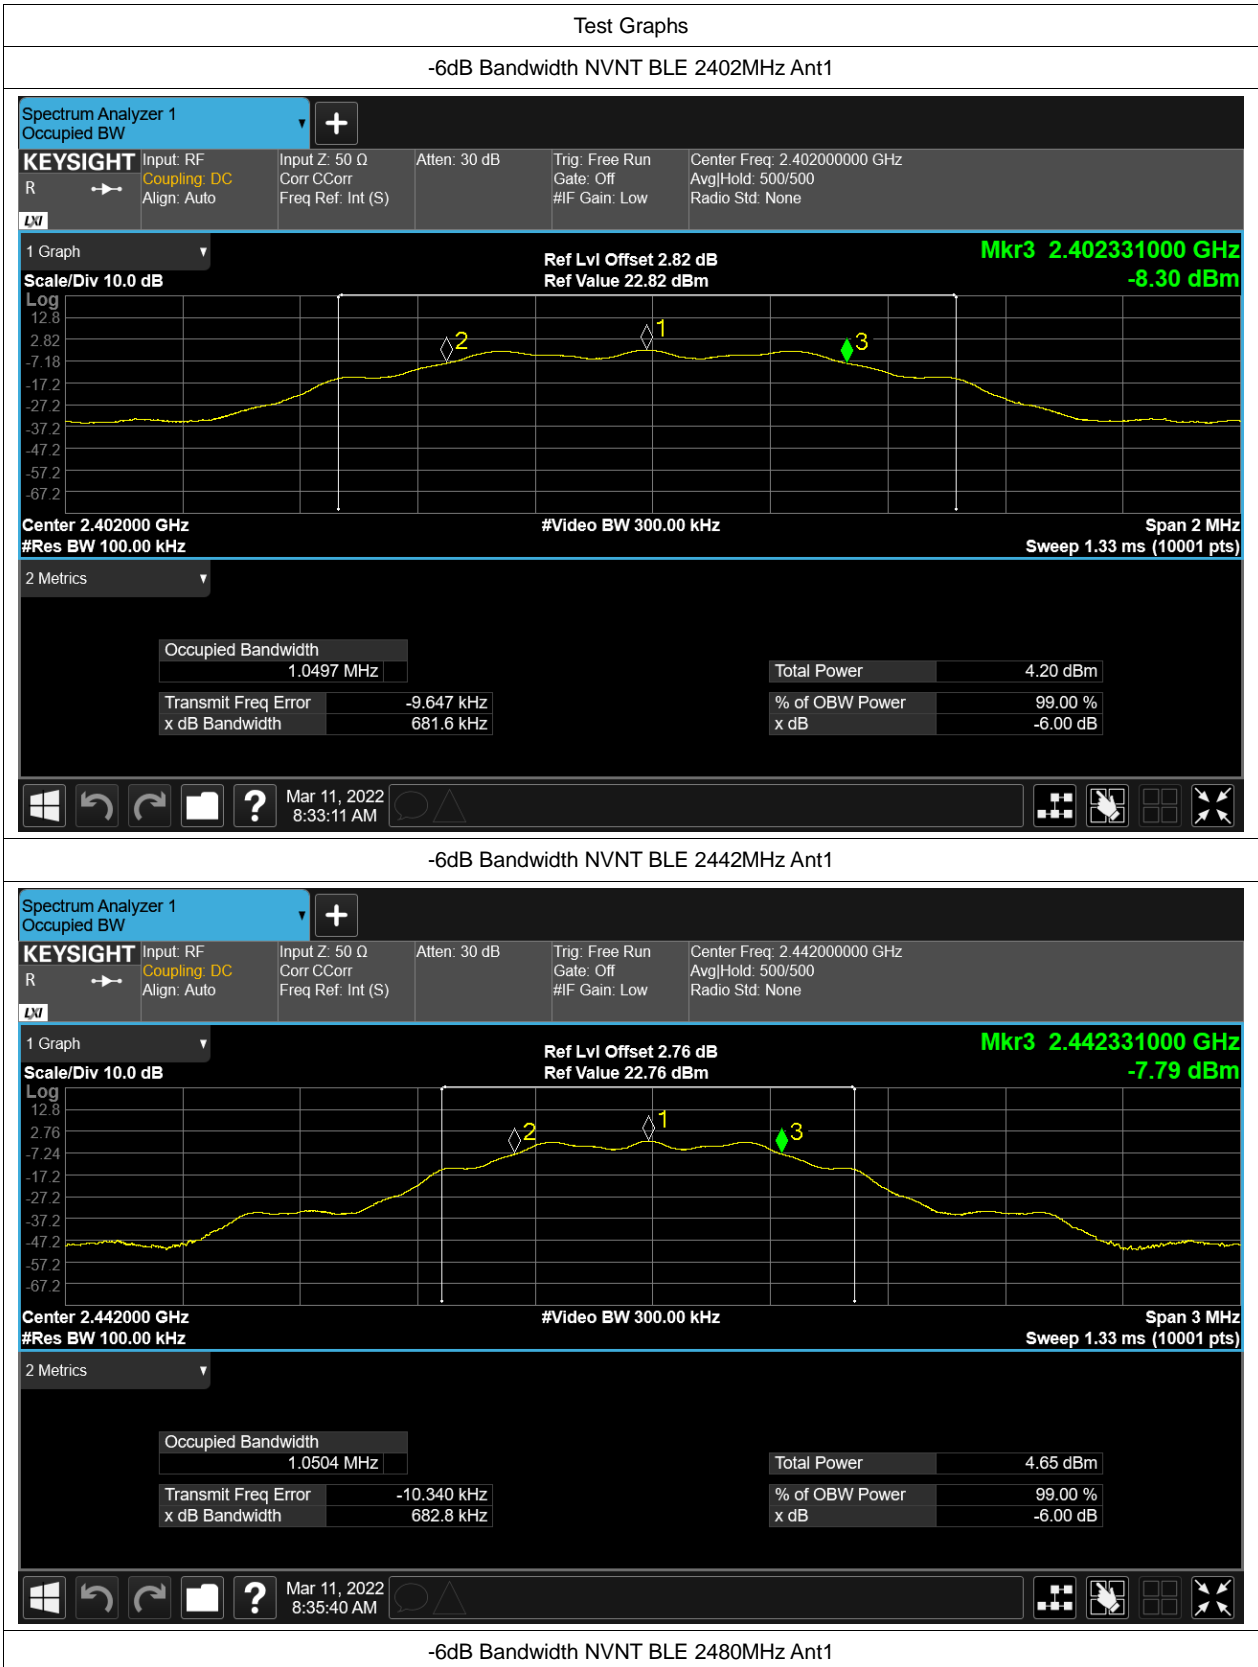 Test Graphs
-6dB Bandwidth NVNT BLE 2402MHz Ant1
Spectrum Analyzer 1
Occupied BW
KEYSIGHT
R
LXI
Input: RF
Coupling: DC
Align: Auto
Input Z: 50 Ω
Corr CCorr
Freq Ref: Int (S)
Atten: 30 dB
Trig: Free Run
Gate: Off
#IF Gain: Low
Center Freq: 2.402000000 GHz
Avg|Hold: 500/500
Radio Std: None
1 Graph
Scale/Div 10.0 dB
Ref Lvl Offset 2.82 dB
Ref Value 22.82 dBm
Mkr3 2.402331000 GHz
-8.30 dBm
Log
12.8
2.82
-7.18
-17.2
-27.2
-37.2
-47.2
-57.2
-67.2
2
1
3
Center 2.402000 GHz
#Res BW 100.00 kHz
#Video BW 300.00 kHz
Span 2 MHz
Sweep 1.33 ms (10001 pts)
2 Metrics
Occupied Bandwidth
1.0497 MHz
Transmit Freq Error -9.647 kHz
x dB Bandwidth 681.6 kHz
Total Power 4.20 dBm
% of OBW Power 99.00 %
x dB -6.00 dB
?
Mar 11, 2022
8:33:11 AM
-6dB Bandwidth NVNT BLE 2442MHz Ant1
Spectrum Analyzer 1
Occupied BW
KEYSIGHT
R
LXI
Input: RF
Coupling: DC
Align: Auto
Input Z: 50 Ω
Corr CCorr
Freq Ref: Int (S)
Atten: 30 dB
Trig: Free Run
Gate: Off
#IF Gain: Low
Center Freq: 2.442000000 GHz
Avg|Hold: 500/500
Radio Std: None
1 Graph
Scale/Div 10.0 dB
Ref Lvl Offset 2.76 dB
Ref Value 22.76 dBm
Mkr3 2.442331000 GHz
-7.79 dBm
Log
12.8
2.76
-7.24
-17.2
-27.2
-37.2
-47.2
-57.2
-67.2
2
1
3
Center 2.442000 GHz
#Res BW 100.00 kHz
#Video BW 300.00 kHz
Span 3 MHz
Sweep 1.33 ms (10001 pts)
2 Metrics
Occupied Bandwidth
1.0504 MHz
Transmit Freq Error -10.340 kHz
x dB Bandwidth 682.8 kHz
Total Power 4.65 dBm
% of OBW Power 99.00 %
x dB -6.00 dB
?
Mar 11, 2022
8:35:40 AM
-6dB Bandwidth NVNT BLE 2480MHz Ant1